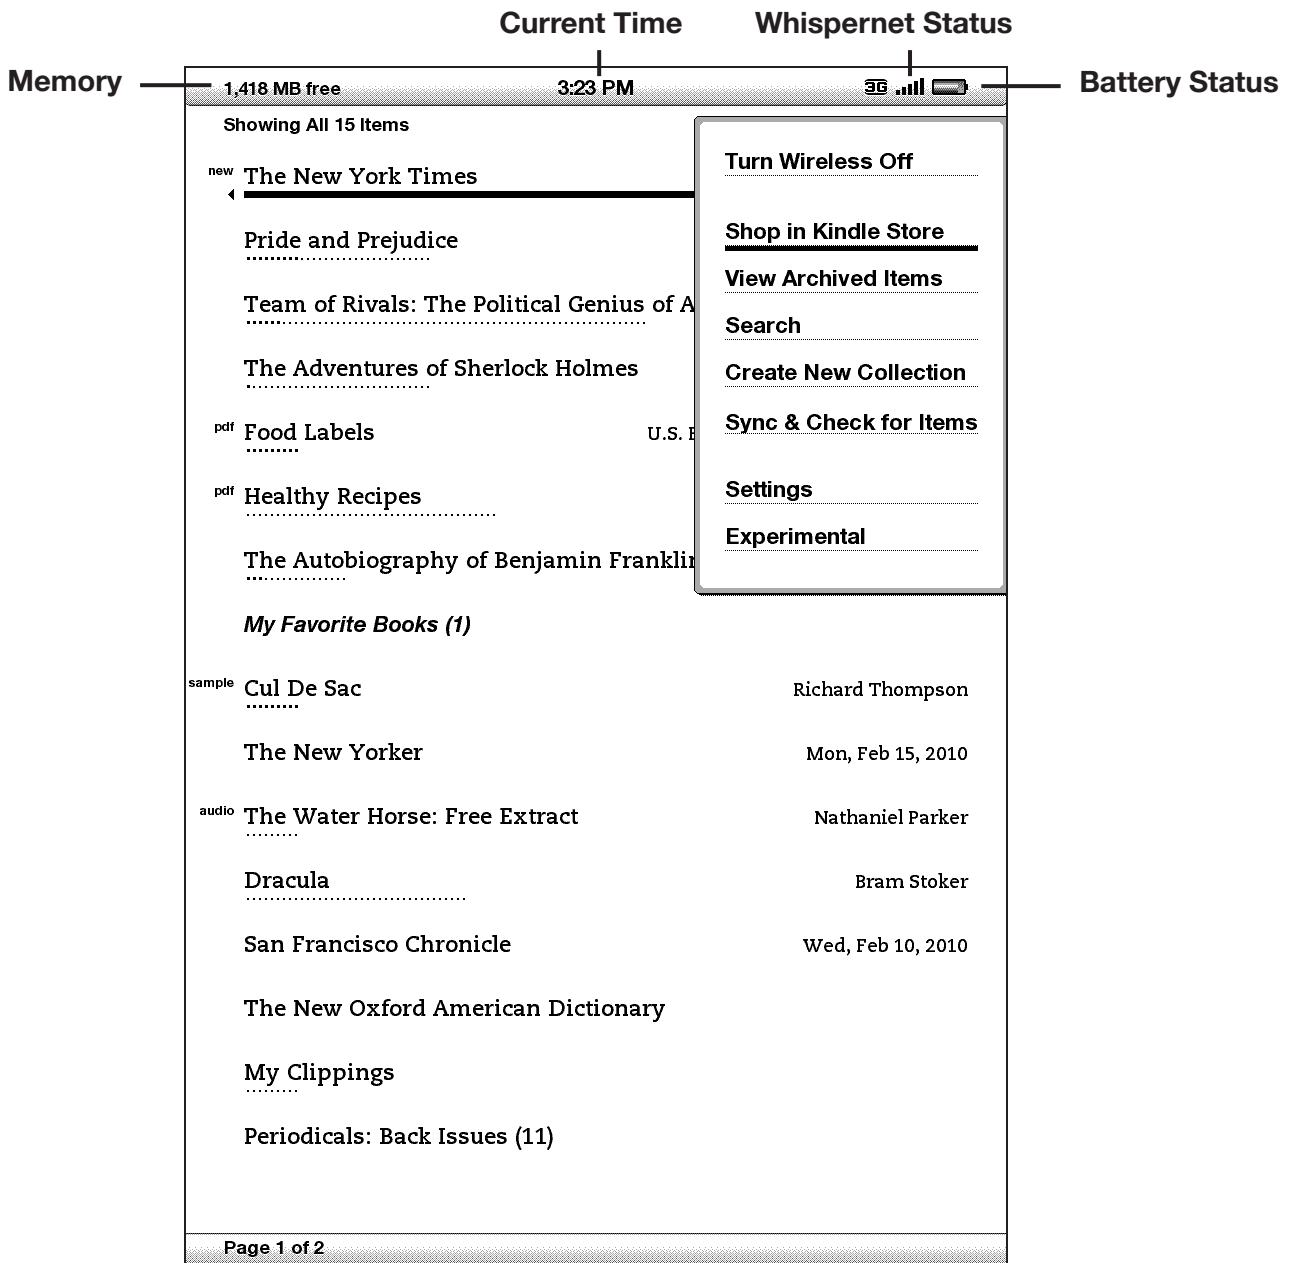 Current Time Whispernet Status
Memory Battery Status
1,418 MB free 3:23 PM 3G
Showing All 15 Items
Turn Wireless Off
new The New York Times
Shop in Kindle Store
Pride and Prejudice
View Archived Items
Team of Rivals: The Political Genius of A
Search
The Adventures of Sherlock Holmes
Create New Collection
pdf Food Labels U.S.
Sync & Check for Items
pdf Healthy Recipes
Settings
The Autobiography of Benjamin Franklin
Experimental
My Favorite Books (1)
sample Cul De Sac Richard Thompson
The New Yorker Mon, Feb 15, 2010
audio The Water Horse: Free Extract Nathaniel Parker
Dracula Bram Stoker
San Francisco Chronicle Wed, Feb 10, 2010
The New Oxford American Dictionary
My Clippings
Periodicals: Back Issues (11)
Page 1 of 2